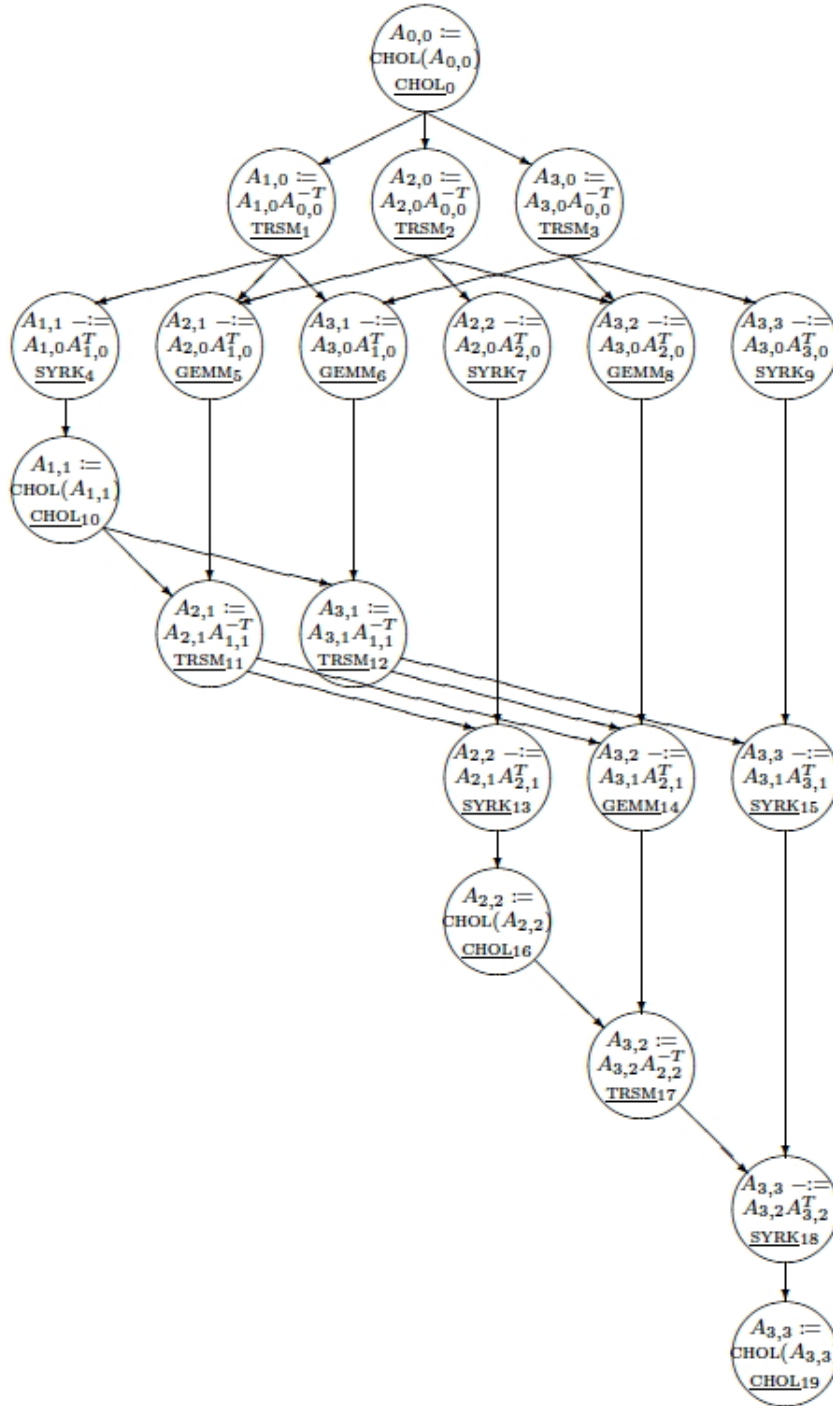 A₀,₀ :=
CHOL(A₀,₀)
CHOL₀
A₁,₀ :=
A₁,₀A₀,₀⁻ᵀ
TRSM₁
A₂,₀ :=
A₂,₀A₀,₀⁻ᵀ
TRSM₂
A₃,₀ :=
A₃,₀A₀,₀⁻ᵀ
TRSM₃
A₁,₁ −:=
A₁,₀A₁,₀ᵀ
SYRK₄
A₂,₁ −:=
A₂,₀A₁,₀ᵀ
GEMM₅
A₃,₁ −:=
A₃,₀A₁,₀ᵀ
GEMM₆
A₂,₂ −:=
A₂,₀A₂,₀ᵀ
SYRK₇
A₃,₂ −:=
A₃,₀A₂,₀ᵀ
GEMM₈
A₃,₃ −:=
A₃,₀A₃,₀ᵀ
SYRK₉
A₁,₁ :=
CHOL(A₁,₁)
CHOL₁₀
A₂,₁ :=
A₂,₁A₁,₁⁻ᵀ
TRSM₁₁
A₃,₁ :=
A₃,₁A₁,₁⁻ᵀ
TRSM₁₂
A₂,₂ −:=
A₂,₁A₂,₁ᵀ
SYRK₁₃
A₃,₂ −:=
A₃,₁A₂,₁ᵀ
GEMM₁₄
A₃,₃ −:=
A₃,₁A₃,₁ᵀ
SYRK₁₅
A₂,₂ :=
CHOL(A₂,₂)
CHOL₁₆
A₃,₂ :=
A₃,₂A₂,₂⁻ᵀ
TRSM₁₇
A₃,₃ −:=
A₃,₂A₃,₂ᵀ
SYRK₁₈
A₃,₃ :=
CHOL(A₃,₃
CHOL₁₉